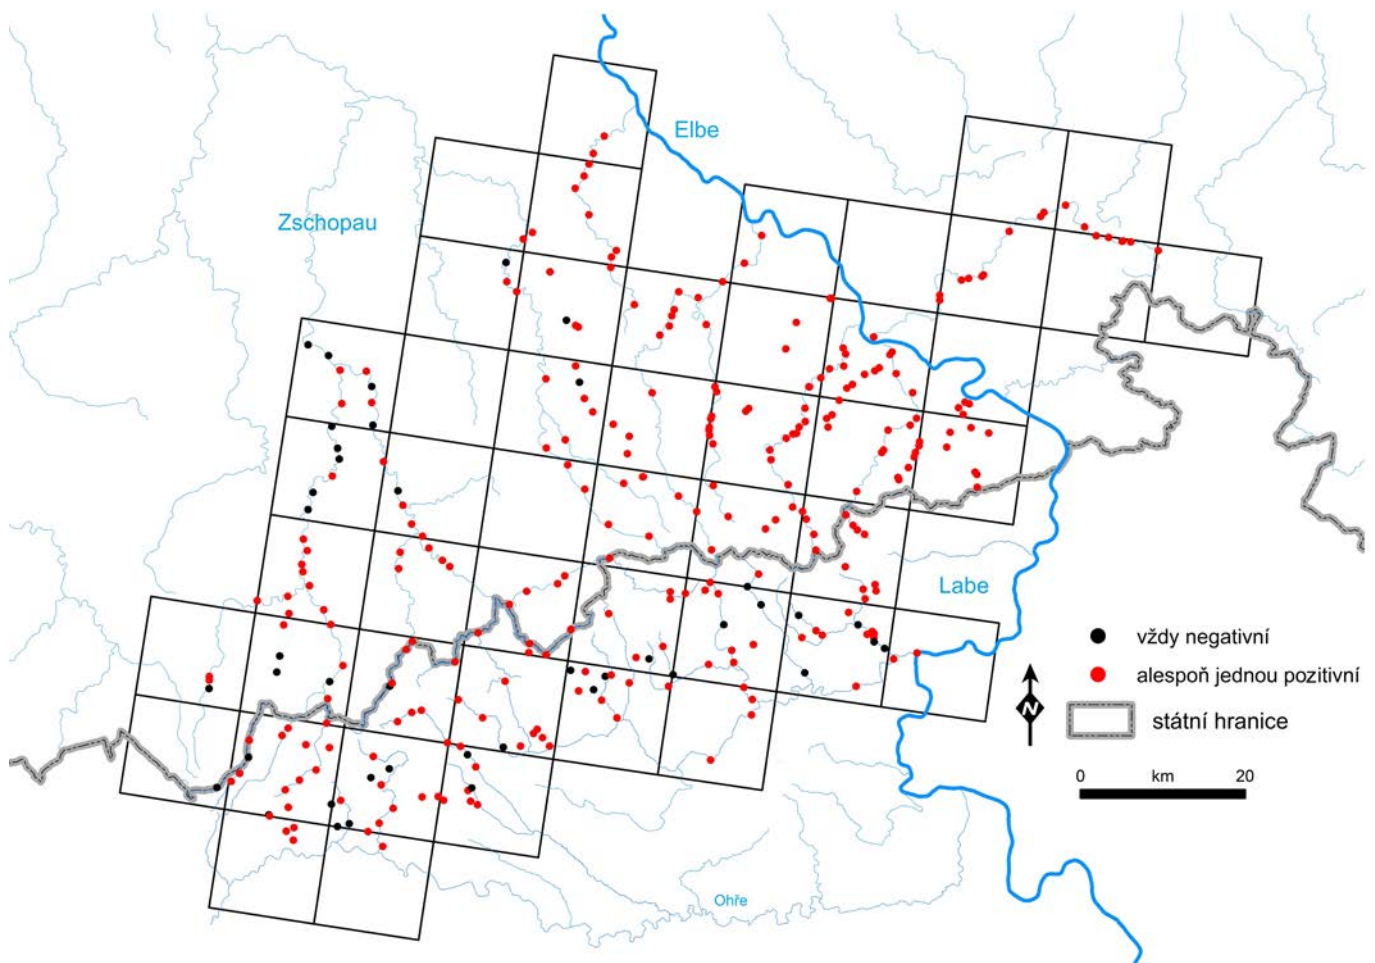 Elbe
Zschopau
Labe
vždy negativní
alespoň jednou pozitivní
N
státní hranice
0 km 20
Ohře